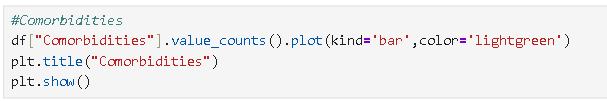 #Comorbidities
df["Comorbidities"].value_counts().plot(kind='bar',color='lightgreen')
plt.title("Comorbidities")
plt.show()